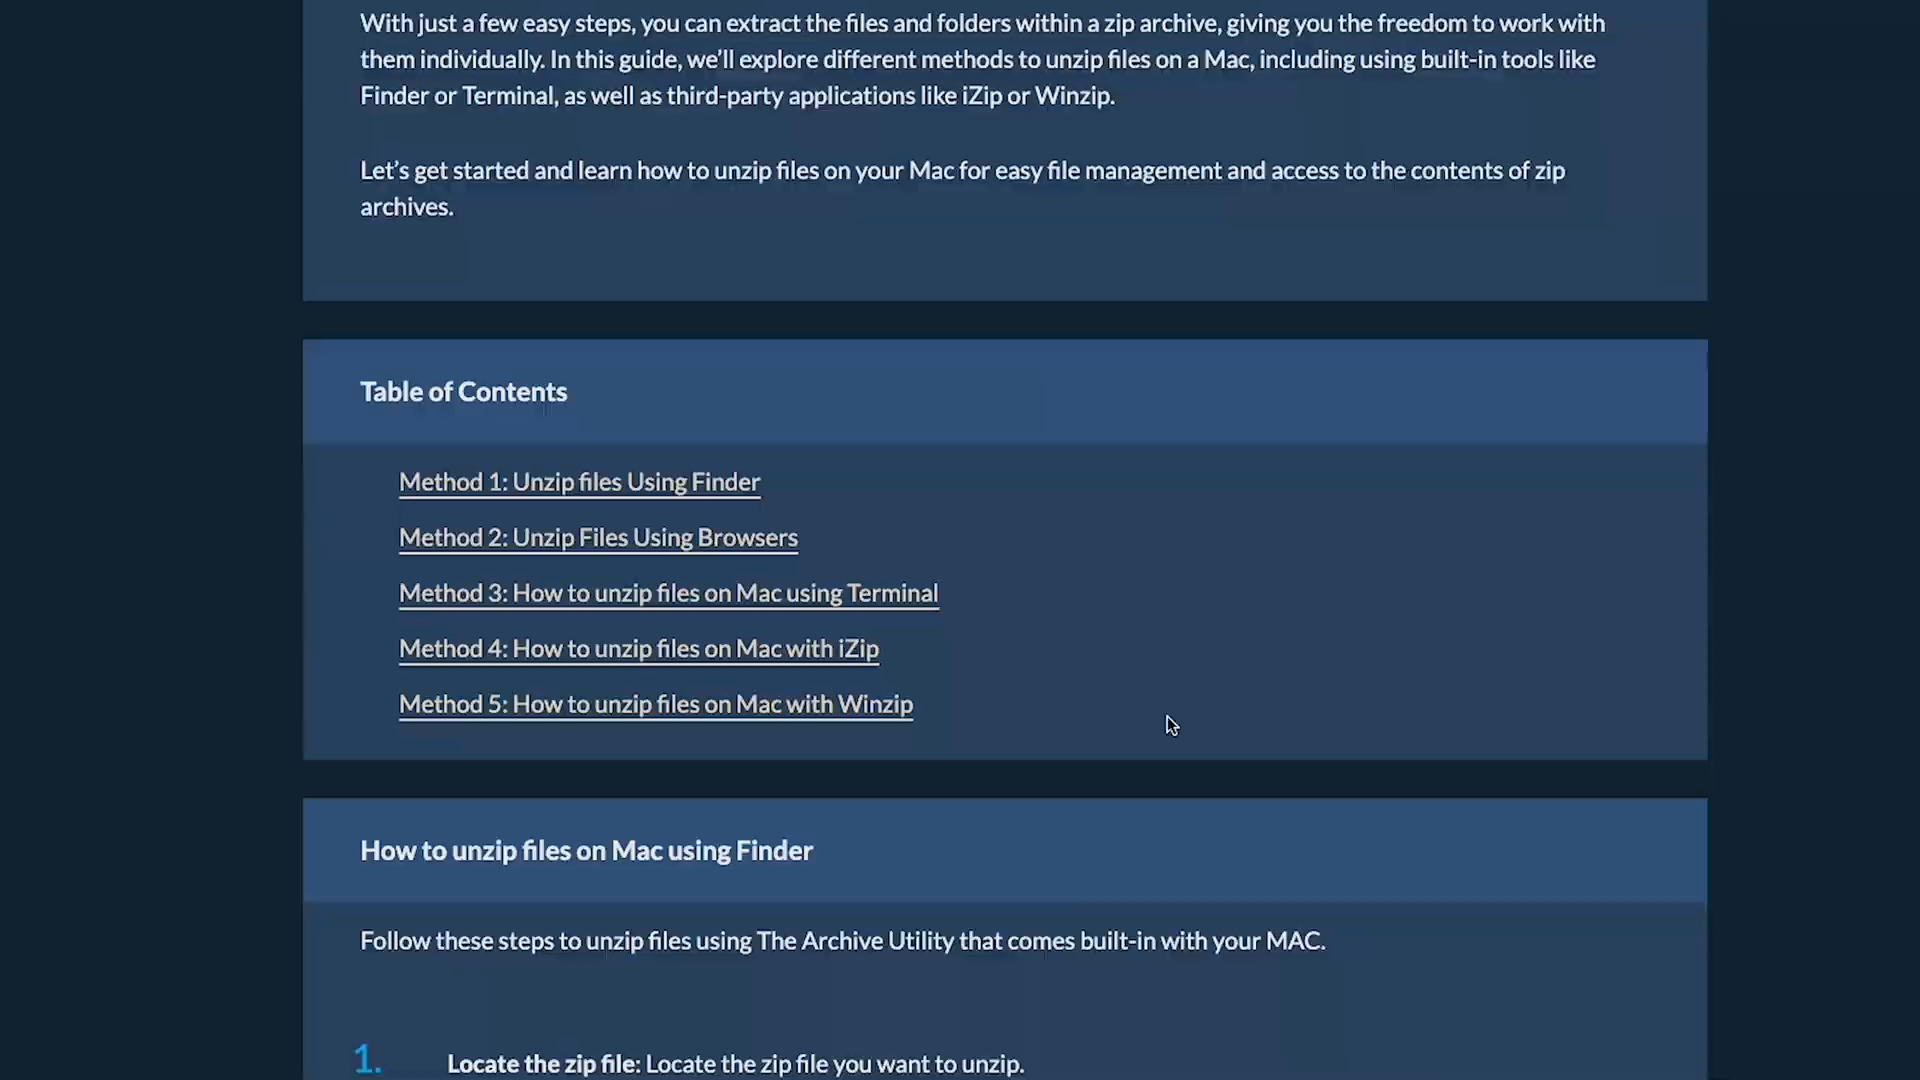 With just a few easy steps, you can extract the files and folders within a zip archive, giving you the freedom to work with
them individually. In this guide, we’ll explore different methods to unzip files on a Mac, including using built-in tools like
Finder or Terminal, as well as third-party applications like iZip or Winzip.
Let’s get started and learn how to unzip files on your Mac for easy file management and access to the contents of zip
archives.
Table of Contents
Method 1: Unzip files Using Finder
Method 2: Unzip Files Using Browsers
Method 3: How to unzip files on Mac using Terminal
Method 4: How to unzip files on Mac with iZip
Method 5: How to unzip files on Mac with Winzip
How to unzip files on Mac using Finder
Follow these steps to unzip files using The Archive Utility that comes built-in with your MAC.
1. Locate the zip file: Locate the zip file you want to unzip.